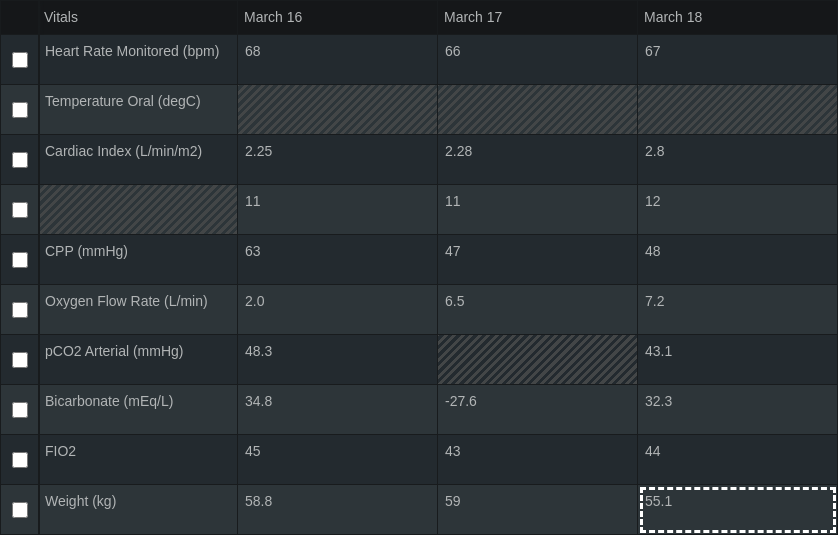 Vitals March 16 March 17 March 18
Heart Rate Monitored (bpm) 68 66 67
Temperature Oral (degC)
Cardiac Index (L/min/m2) 2.25 2.28 2.8
11 11 12
CPP (mmHg) 63 47 48
Oxygen Flow Rate (L/min) 2.0 6.5 7.2
pCO2 Arterial (mmHg) 48.3 43.1
Bicarbonate (mEq/L) 34.8 -27.6 32.3
FIO2 45 43 44
Weight (kg) 58.8 59 55.1